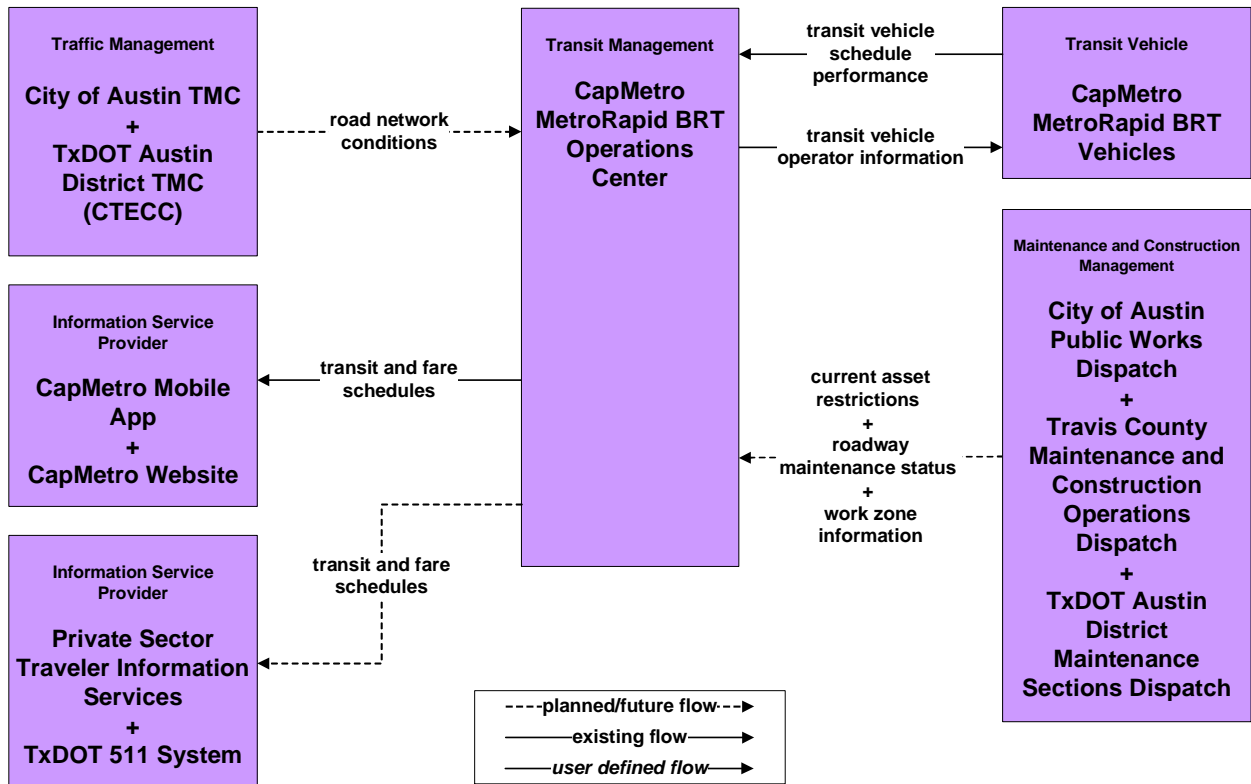 Traffic Management
City of Austin TMC
+
TxDOT Austin
District TMC
(CTECC)
road network
conditions
Transit Management
CapMetro
MetroRapid BRT
Operations
Center
transit vehicle
schedule
performance
transit vehicle
operator information
Transit Vehicle
CapMetro
MetroRapid BRT
Vehicles
Information Service
Provider
CapMetro Mobile
App
+
CapMetro Website
transit and fare
schedules
current asset
restrictions
+
roadway
maintenance status
+
work zone
information
Maintenance and Construction
Management
City of Austin
Public Works
Dispatch
+
Travis County
Maintenance and
Construction
Operations
Dispatch
+
TxDOT Austin
District
Maintenance
Sections Dispatch
Information Service
Provider
Private Sector
Traveler Information
Services
+
TxDOT 511 System
transit and fare
schedules
planned/future flow
existing flow
user defined flow